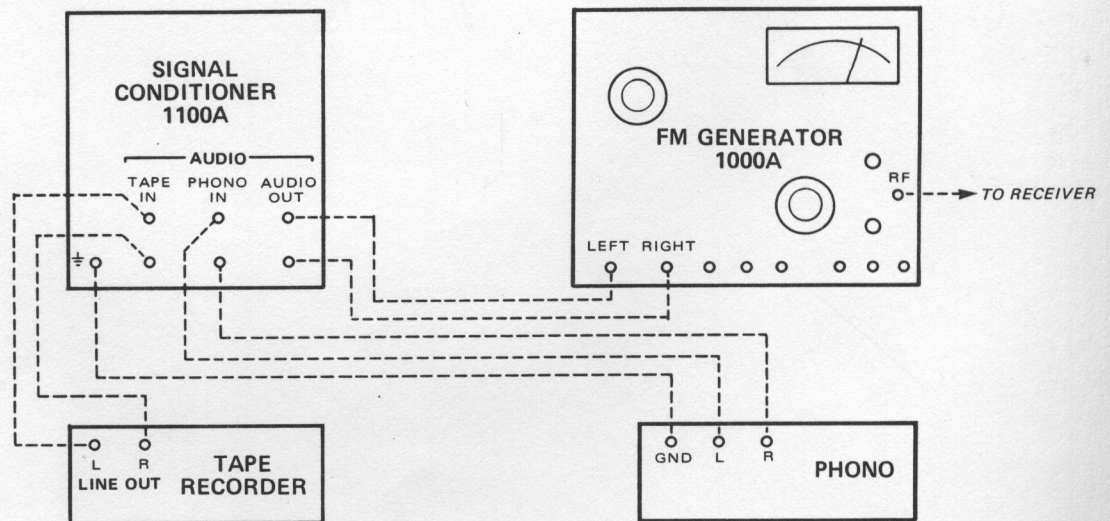 SIGNAL
CONDITIONER
1100A
AUDIO
TAPE IN
PHONO IN
AUDIO OUT
FM GENERATOR
1000A
RF
TO RECEIVER
LEFT RIGHT
L R
LINE OUT
TAPE
RECORDER
GND L R
PHONO